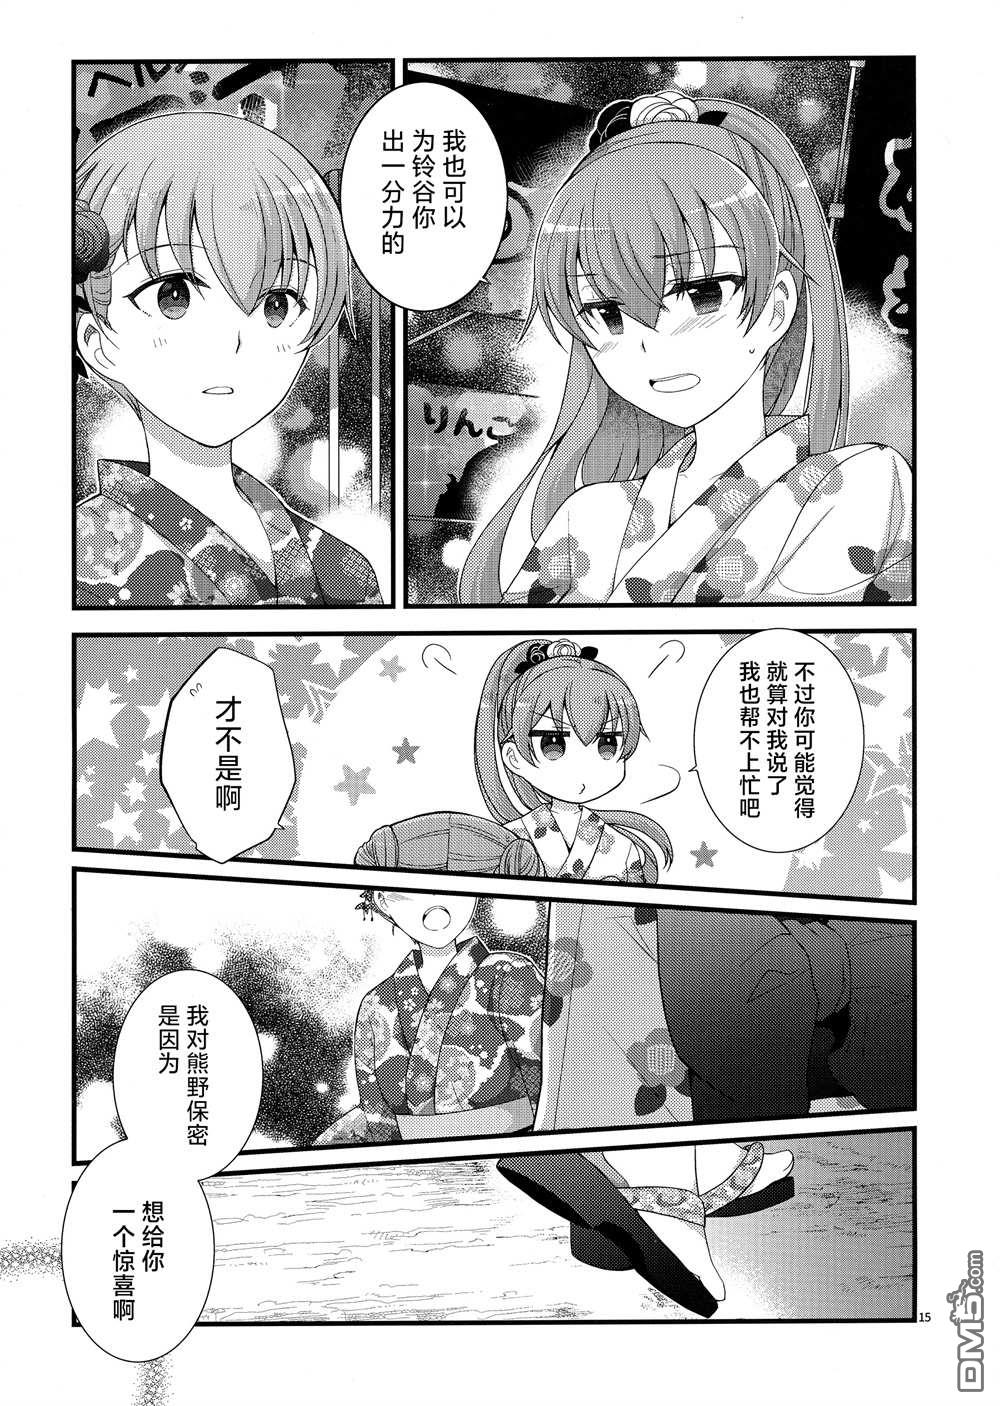 我也可以
为铃谷你
出一分力的
ヘル
りんご
不过你可能觉得
就算对我说了
我也帮不上忙吧
才不是啊
我对熊野保密
是因为
想给你
一个惊喜啊
15
DM5.com